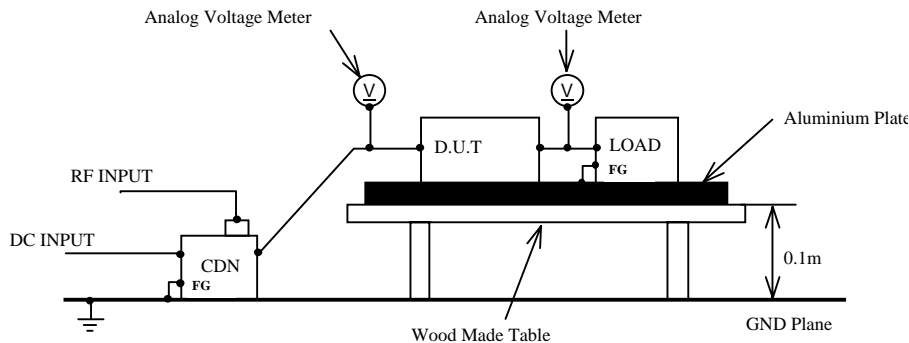 Analog Voltage Meter
Analog Voltage Meter
V
V
Aluminium Plate
D.U.T
LOAD
FG
RF INPUT
DC INPUT
CDN
FG
0.1m
GND Plane
Wood Made Table